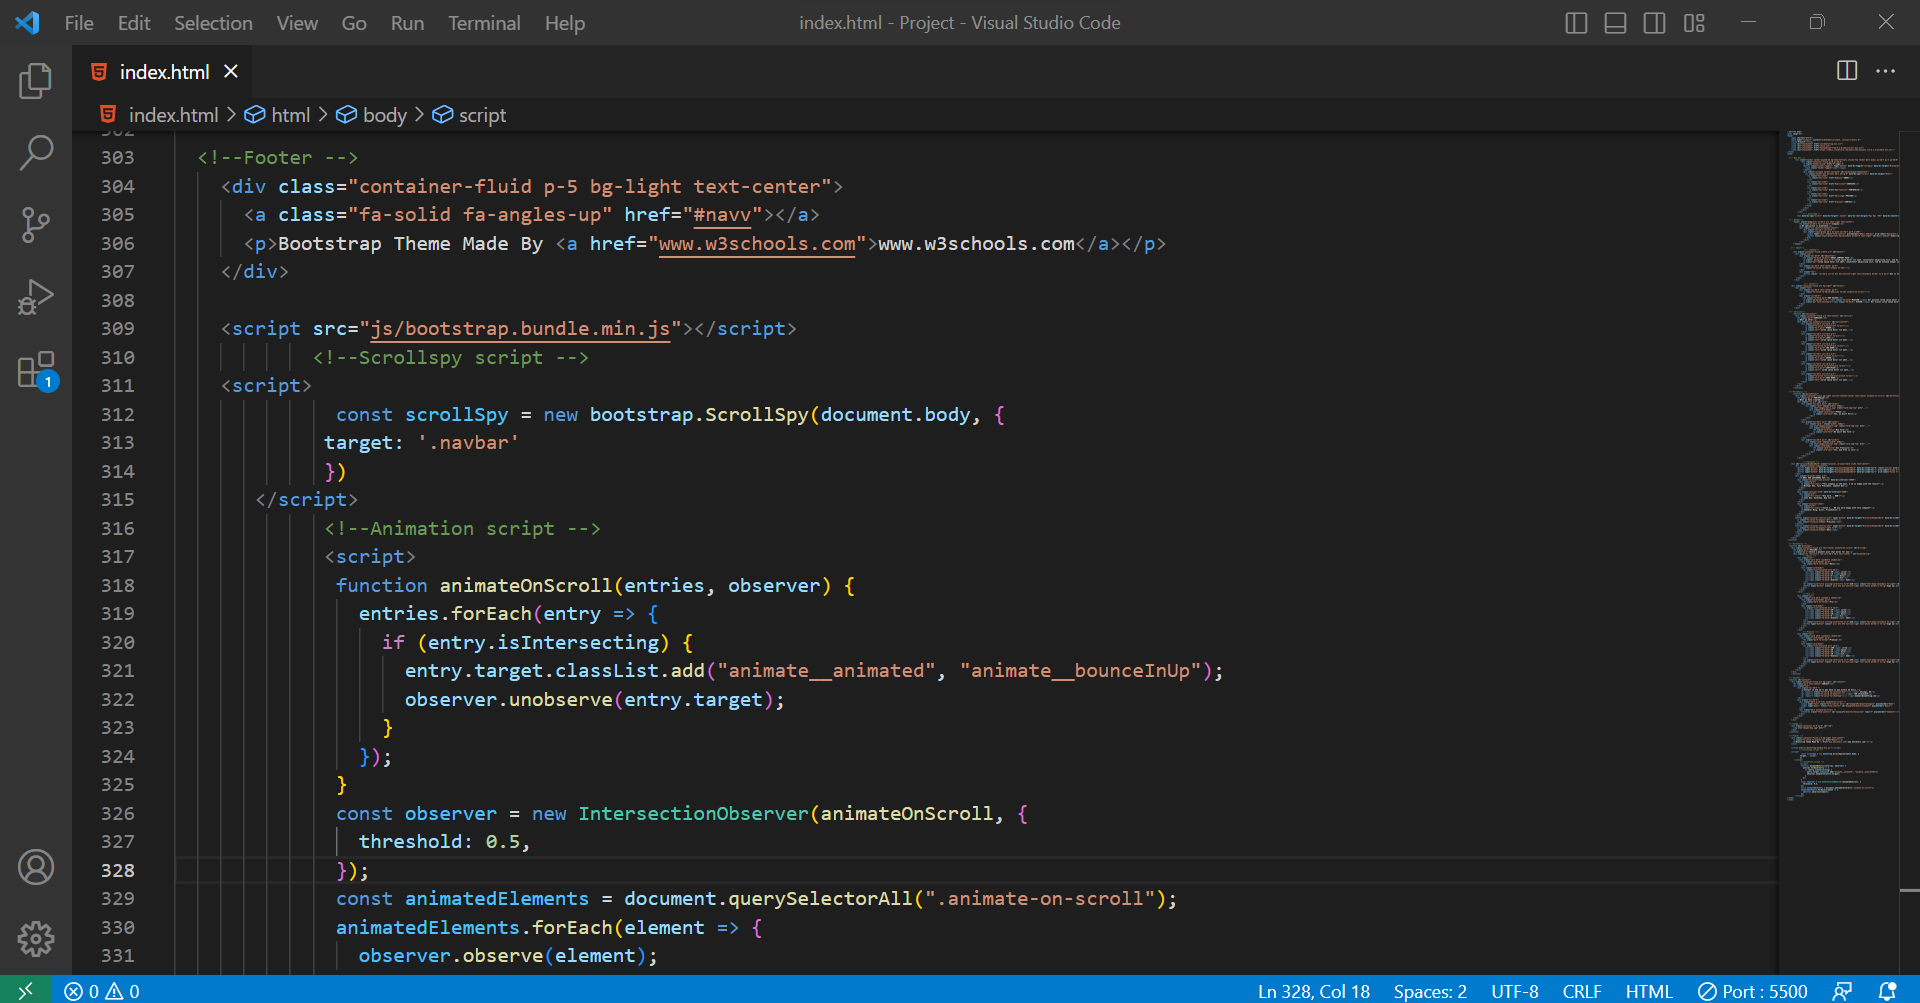 File Edit Selection View Go Run Terminal Help index.html - Project - Visual Studio Code
index.html
index.html > html > body > script
302
303 <!--Footer -->
304 <div class="container-fluid p-5 bg-light text-center">
305 <a class="fa-solid fa-angles-up" href="#navv"></a>
306 <p>Bootstrap Theme Made By <a href="www.w3schools.com">www.w3schools.com</a></p>
307 </div>
308
309 <script src="js/bootstrap.bundle.min.js"></script>
310 <!--Scrollspy script -->
311 <script>
312 const scrollSpy = new bootstrap.ScrollSpy(document.body, {
313 target: '.navbar'
314 })
315 </script>
316 <!--Animation script -->
317 <script>
318 function animateOnScroll(entries, observer) {
319 entries.forEach(entry => {
320 if (entry.isIntersecting) {
321 entry.target.classList.add("animate__animated", "animate__bounceInUp");
322 observer.unobserve(entry.target);
323 }
324 });
325 }
326 const observer = new IntersectionObserver(animateOnScroll, {
327 threshold: 0.5,
328 });
329 const animatedElements = document.querySelectorAll(".animate-on-scroll");
330 animatedElements.forEach(element => {
331 observer.observe(element);
1
0 0 Ln 328, Col 18 Spaces: 2 UTF-8 CRLF HTML Port : 5500